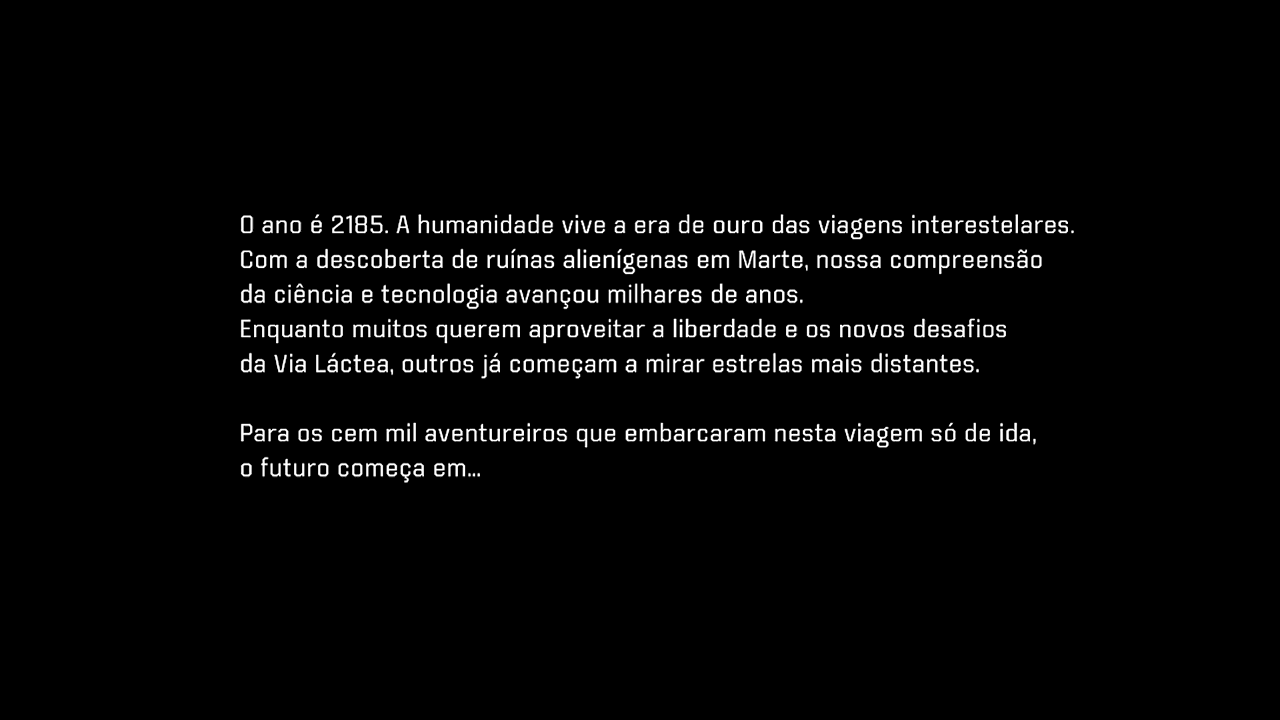 O ano é 2185. A humanidade vive a era de ouro das viagens interestelares.
Com a descoberta de ruínas alienígenas em Marte, nossa compreensão
da ciência e tecnologia avançou milhares de anos.
Enquanto muitos querem aproveitar a liberdade e os novos desafios
da Via Láctea, outros já começam a mirar estrelas mais distantes.
Para os cem mil aventureiros que embarcaram nesta viagem só de ida,
o futuro começa em...